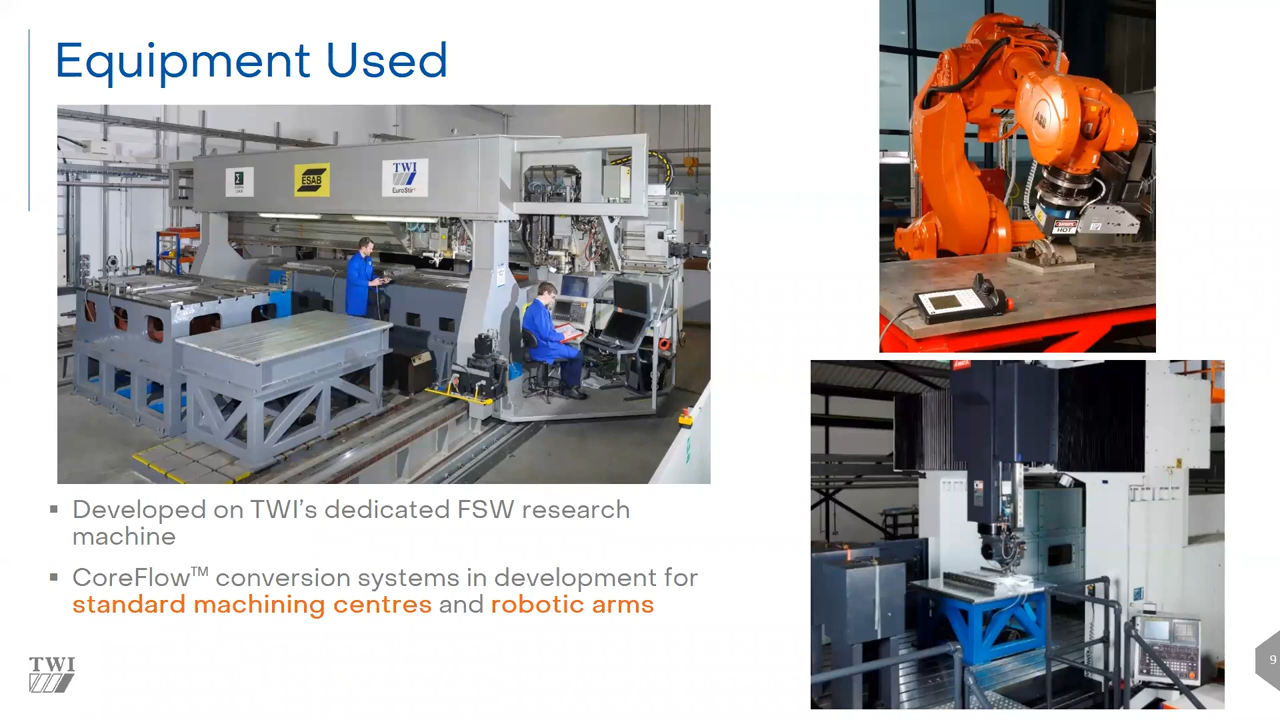 Equipment Used
ESAB
TWI
EuroStir
ABB
HOT
▪ Developed on TWI’s dedicated FSW research
machine
▪ CoreFlow™ conversion systems in development for
standard machining centres and robotic arms
TWI
9